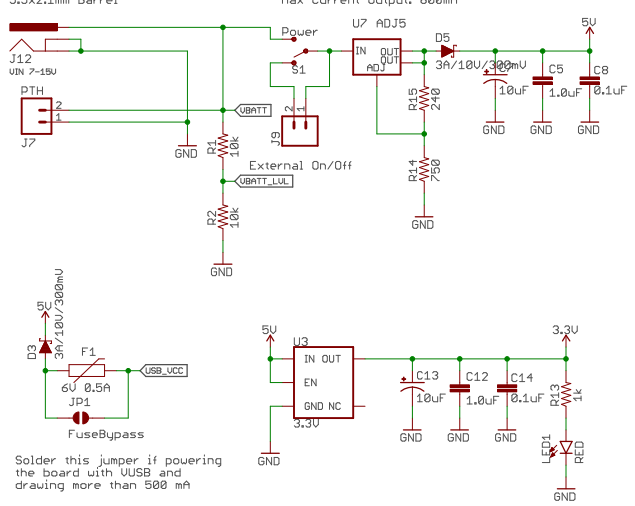 5.5x2.1mm Barrel
Max Current Output: 800mA
J12
VIN 7-15V
PTH
2
1
J7
GND
VBATT
R1
10k
VBATT_LVL
R2
10k
GND
Power
S1
2
1
J9
External On/Off
U7 ADJ5
IN
OUT
OUT
ADJ
D5
3A/10V/300mV
R15
240
R14
750
GND
5V
C7
10uF
C5
1.0uF
C8
0.1uF
GND
GND
GND
5V
D3
3A/10V/300mV
F1
6V 0.5A
USB_VCC
JP1
FuseBypass
Solder this jumper if powering
the board with VUSB and
drawing more than 500 mA
5V
U3
IN OUT
EN
GND NC
3.3V
GND
C13
10uF
C12
1.0uF
C14
0.1uF
GND
GND
GND
3.3V
R13
1k
LED1
RED
GND